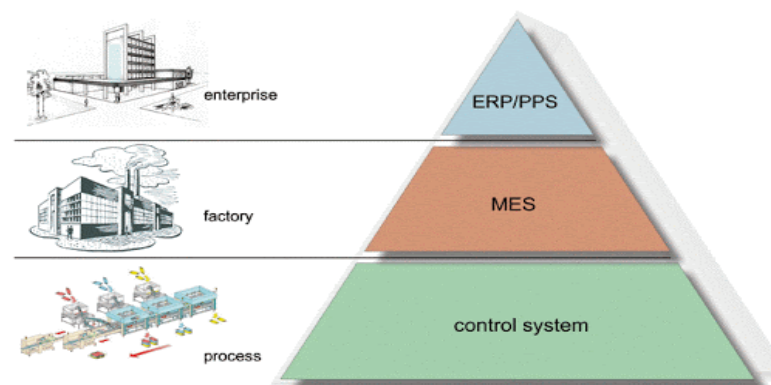 enterprise
ERP/PPS
factory
MES
process
control system